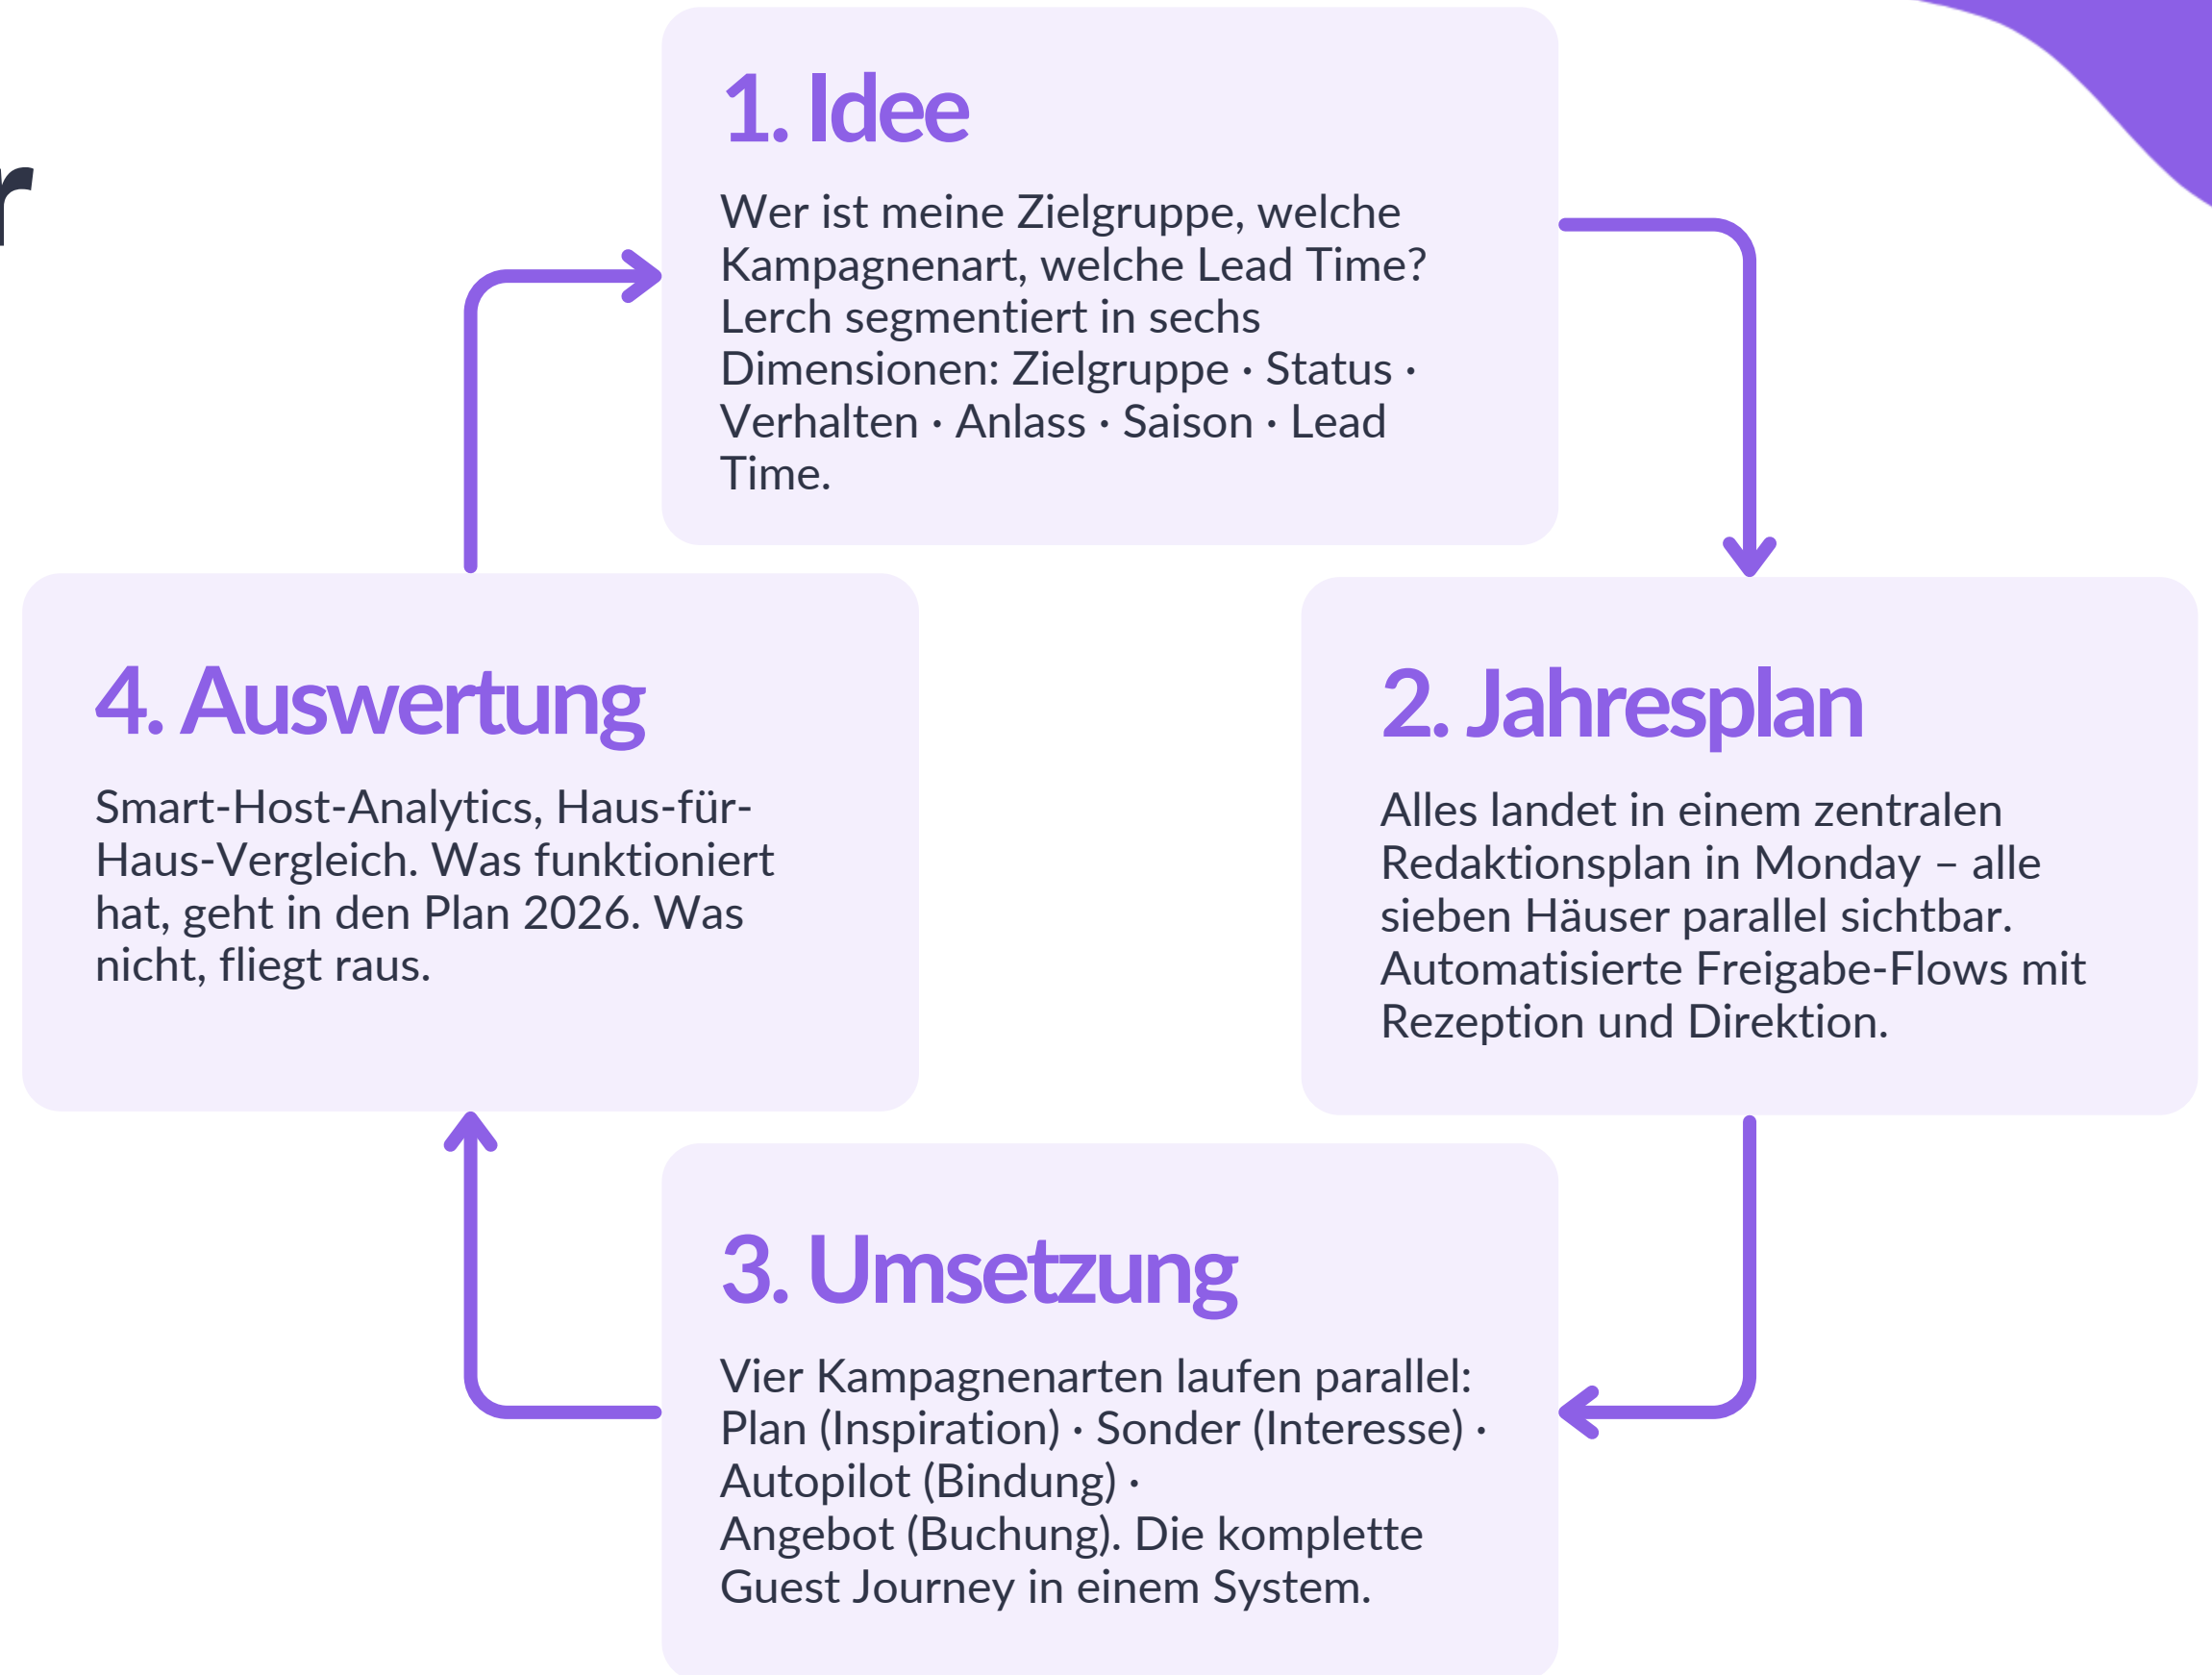 r
1. Idee
Wer ist meine Zielgruppe, welche
Kampagnenart, welche Lead Time?
Lerch segmentiert in sechs
Dimensionen: Zielgruppe · Status ·
Verhalten · Anlass · Saison · Lead
Time.
2. Jahresplan
Alles landet in einem zentralen
Redaktionsplan in Monday – alle
sieben Häuser parallel sichtbar.
Automatisierte Freigabe-Flows mit
Rezeption und Direktion.
3. Umsetzung
Vier Kampagnenarten laufen parallel:
Plan (Inspiration) · Sonder (Interesse) ·
Autopilot (Bindung) ·
Angebot (Buchung). Die komplette
Guest Journey in einem System.
4. Auswertung
Smart-Host-Analytics, Haus-für-
Haus-Vergleich. Was funktioniert
hat, geht in den Plan 2026. Was
nicht, fliegt raus.